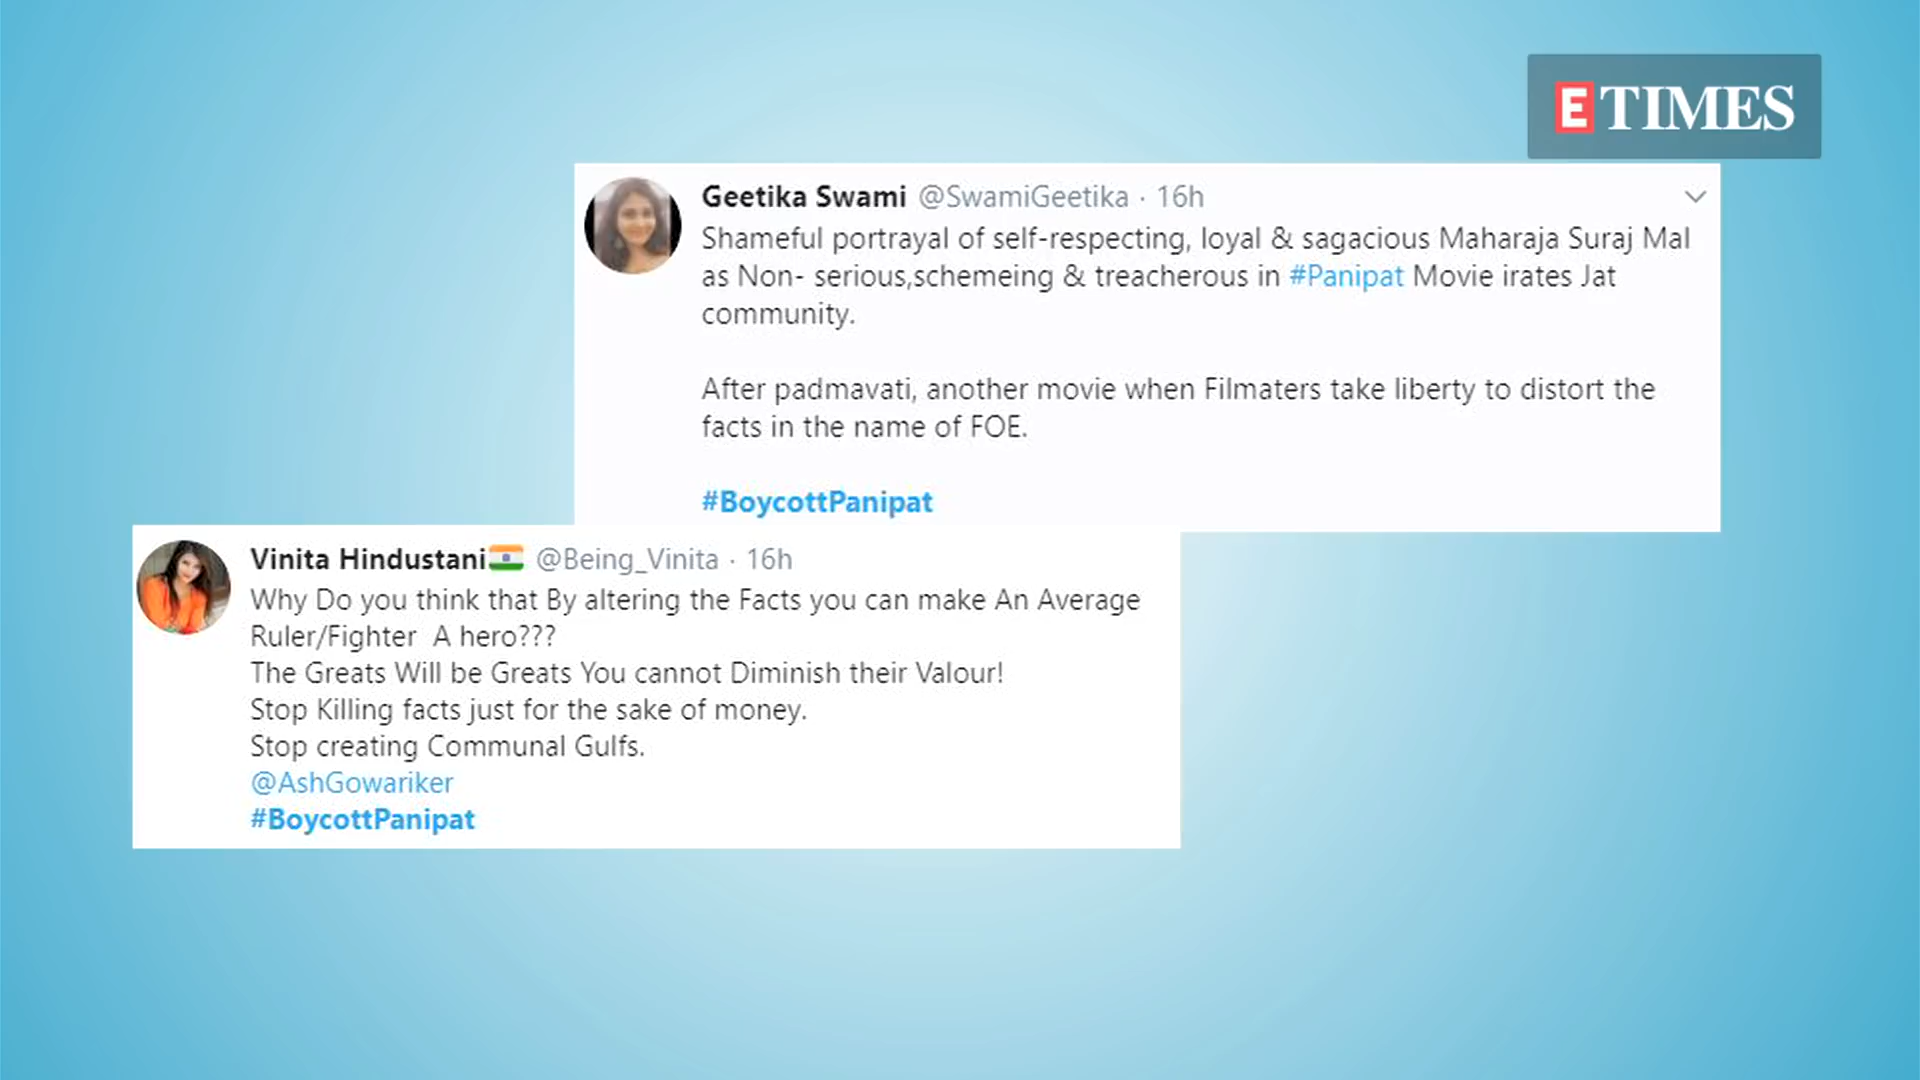 E TIMES
Geetika Swami @SwamiGeetika · 16h
Shameful portrayal of self-respecting, loyal & sagacious Maharaja Suraj Mal
as Non- serious,schemeing & treacherous in #Panipat Movie irates Jat
community.
After padmavati, another movie when Filmaters take liberty to distort the
facts in the name of FOE.
#BoycottPanipat
Vinita Hindustani🇮🇳 @Being_Vinita · 16h
Why Do you think that By altering the Facts you can make An Average
Ruler/Fighter A hero???
The Greats Will be Greats You cannot Diminish their Valour!
Stop Killing facts just for the sake of money.
Stop creating Communal Gulfs.
@AshGowariker
#BoycottPanipat